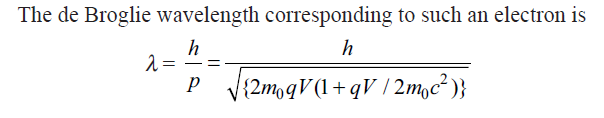 The de Broglie wavelength corresponding to such an electron is
λ = h/p = h/√{2m₀qV(1 + qV / 2m₀c²)}